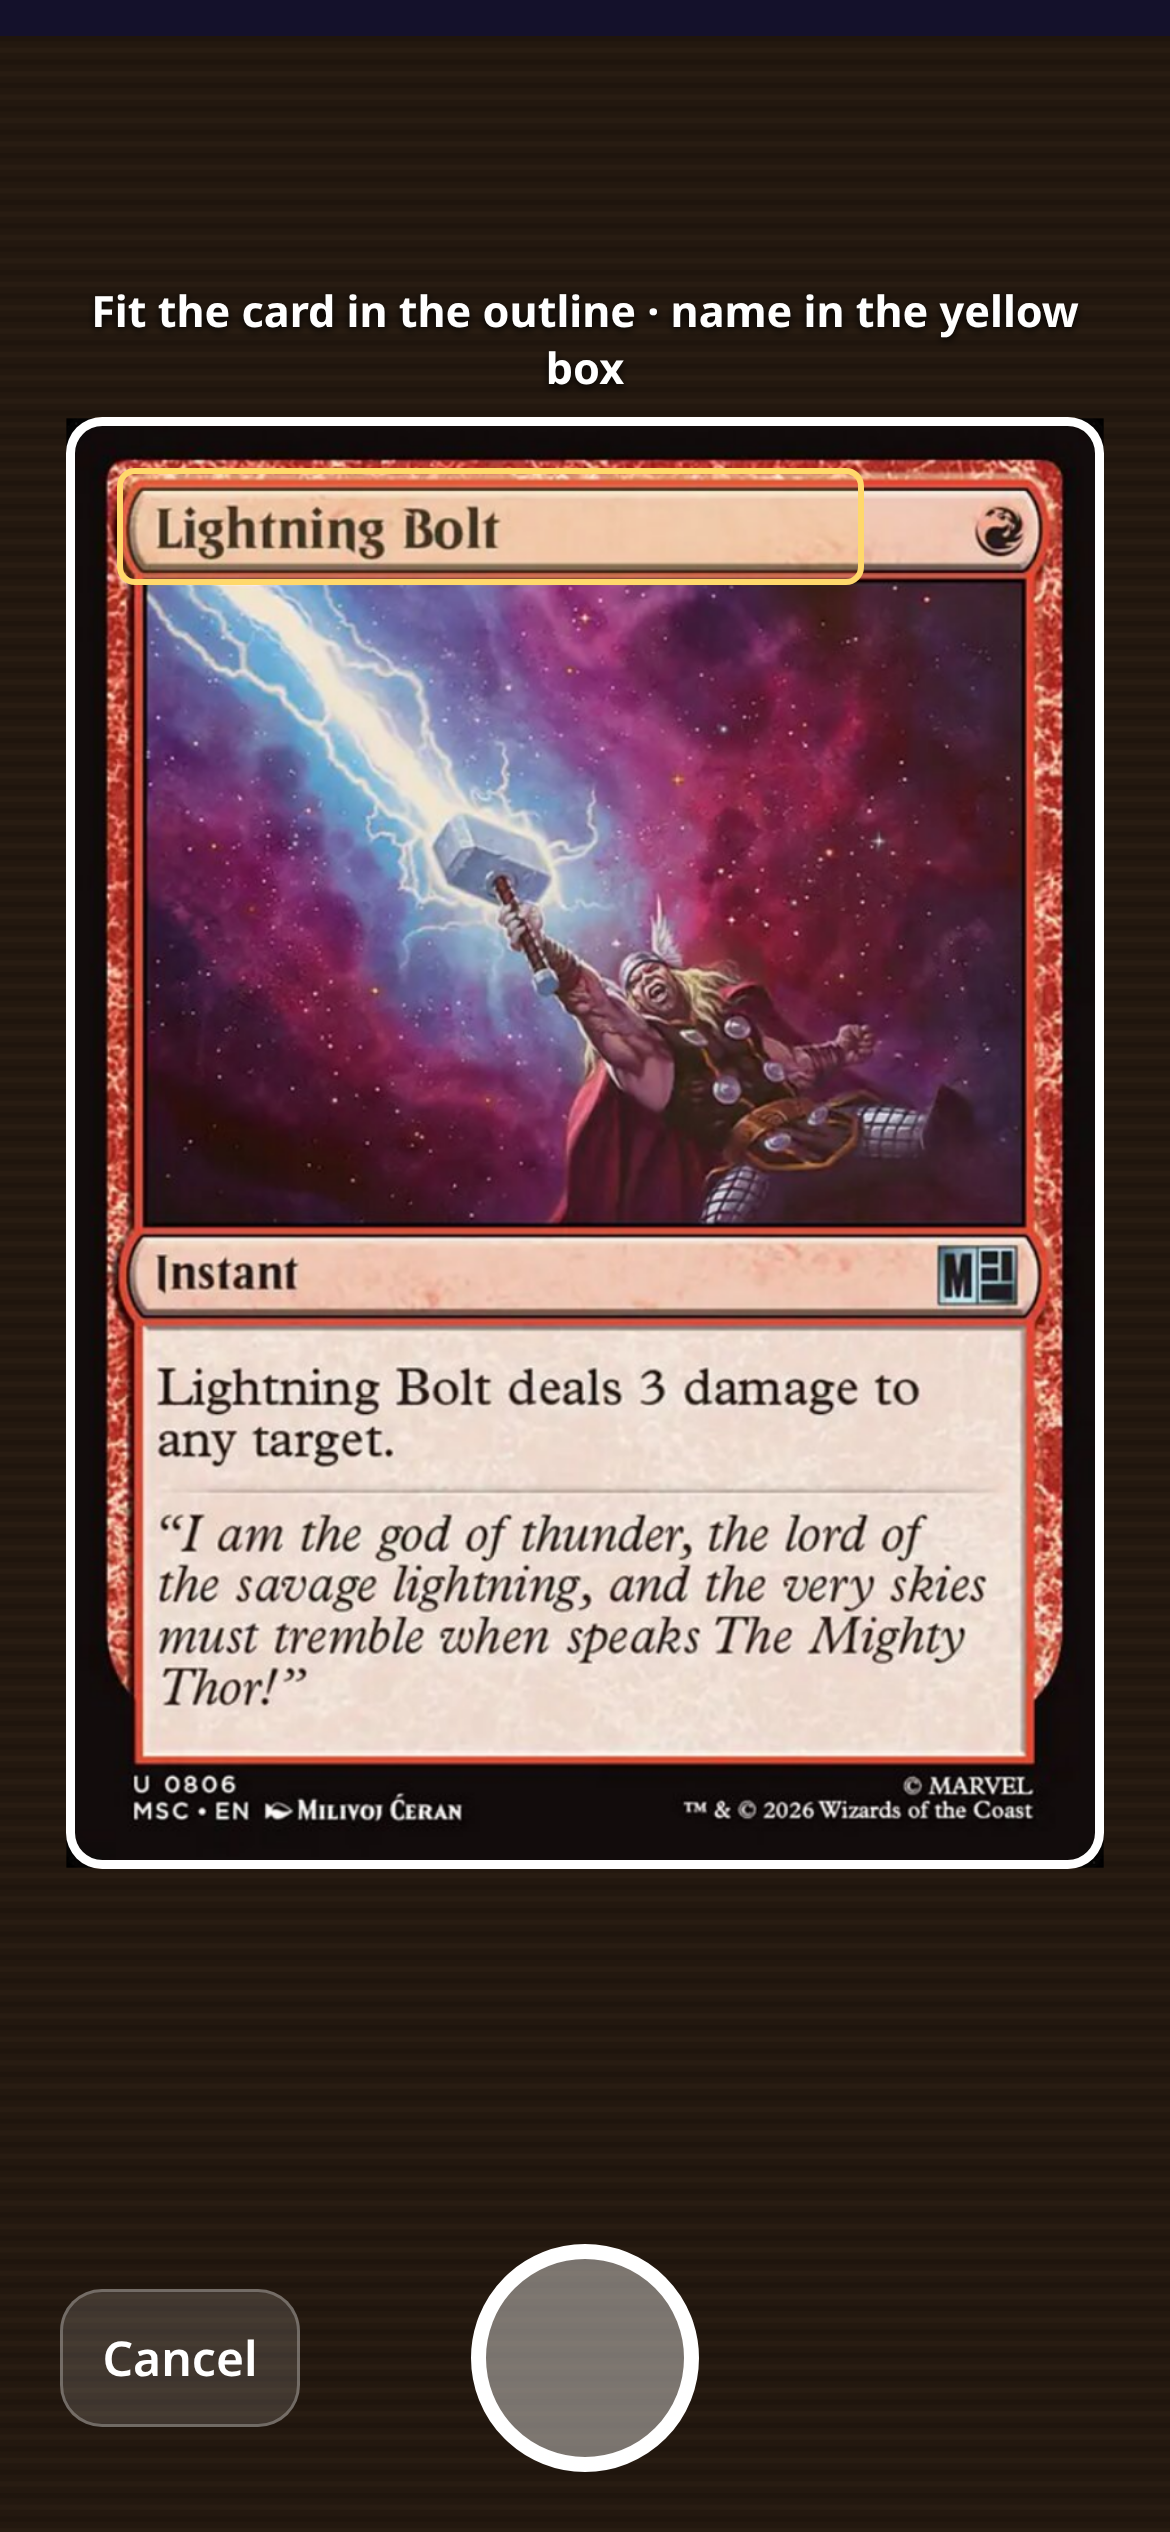 Fit the card in the outline · name in the yellow
box
Lightning Bolt
Instant
Lightning Bolt deals 3 damage to
any target.
“I am the god of thunder, the lord of
the savage lightning, and the very skies
must tremble when speaks The Mighty
Thor!”
U 0806
MSC • EN MILIVOJ ĆERAN
© MARVEL
™ & © 2026 Wizards of the Coast
Cancel